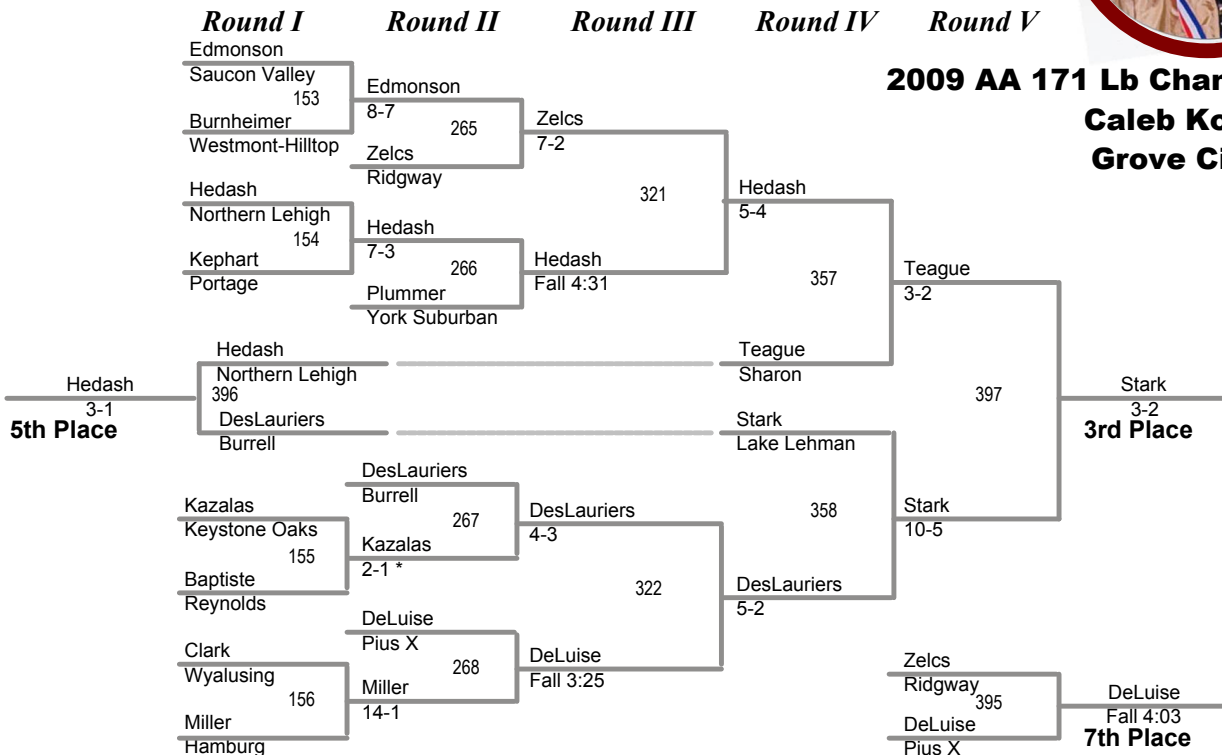 Round I Round II Round III Round IV Round V
2009 AA 171 Lb
Caleb
Grove
Edmonson
Saucon Valley
153
Burnheimer
Westmont-Hilltop
Edmonson
8-7
265
Zelcs
Ridgway
Zelcs
7-2
Hedash
Northern Lehigh
154
Kephart
Portage
Hedash
7-3
266
Plummer
York Suburban
Hedash
Fall 4:31
321
Hedash
5-4
357
Teague
Sharon
Teague
3-2
Hedash
3-1
5th Place
Hedash
Northern Lehigh
396
DesLauriers
Burrell
397
Stark
3-2
3rd Place
Stark
Lake Lehman
358
Stark
10-5
DesLauriers
Burrell
267
Kazalas
2-1 *
Kazalas
Keystone Oaks
155
Baptiste
Reynolds
DesLauriers
4-3
322
DesLauriers
5-2
DeLuise
Pius X
268
Miller
14-1
Clark
Wyalusing
156
Miller
Hamburg
DeLuise
Fall 3:25
Zelcs
Ridgway
395
DeLuise
Pius X
DeLuise
Fall 4:03
7th Place